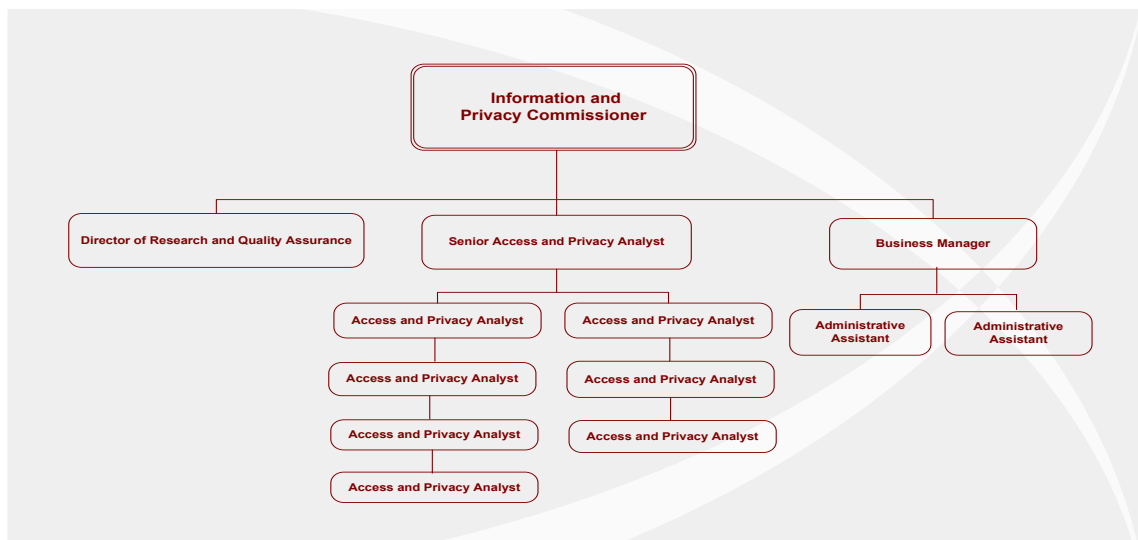 Information and
Privacy Commissioner
Director of Research and Quality Assurance
Senior Access and Privacy Analyst
Business Manager
Access and Privacy Analyst
Access and Privacy Analyst
Administrative
Assistant
Administrative
Assistant
Access and Privacy Analyst
Access and Privacy Analyst
Access and Privacy Analyst
Access and Privacy Analyst
Access and Privacy Analyst